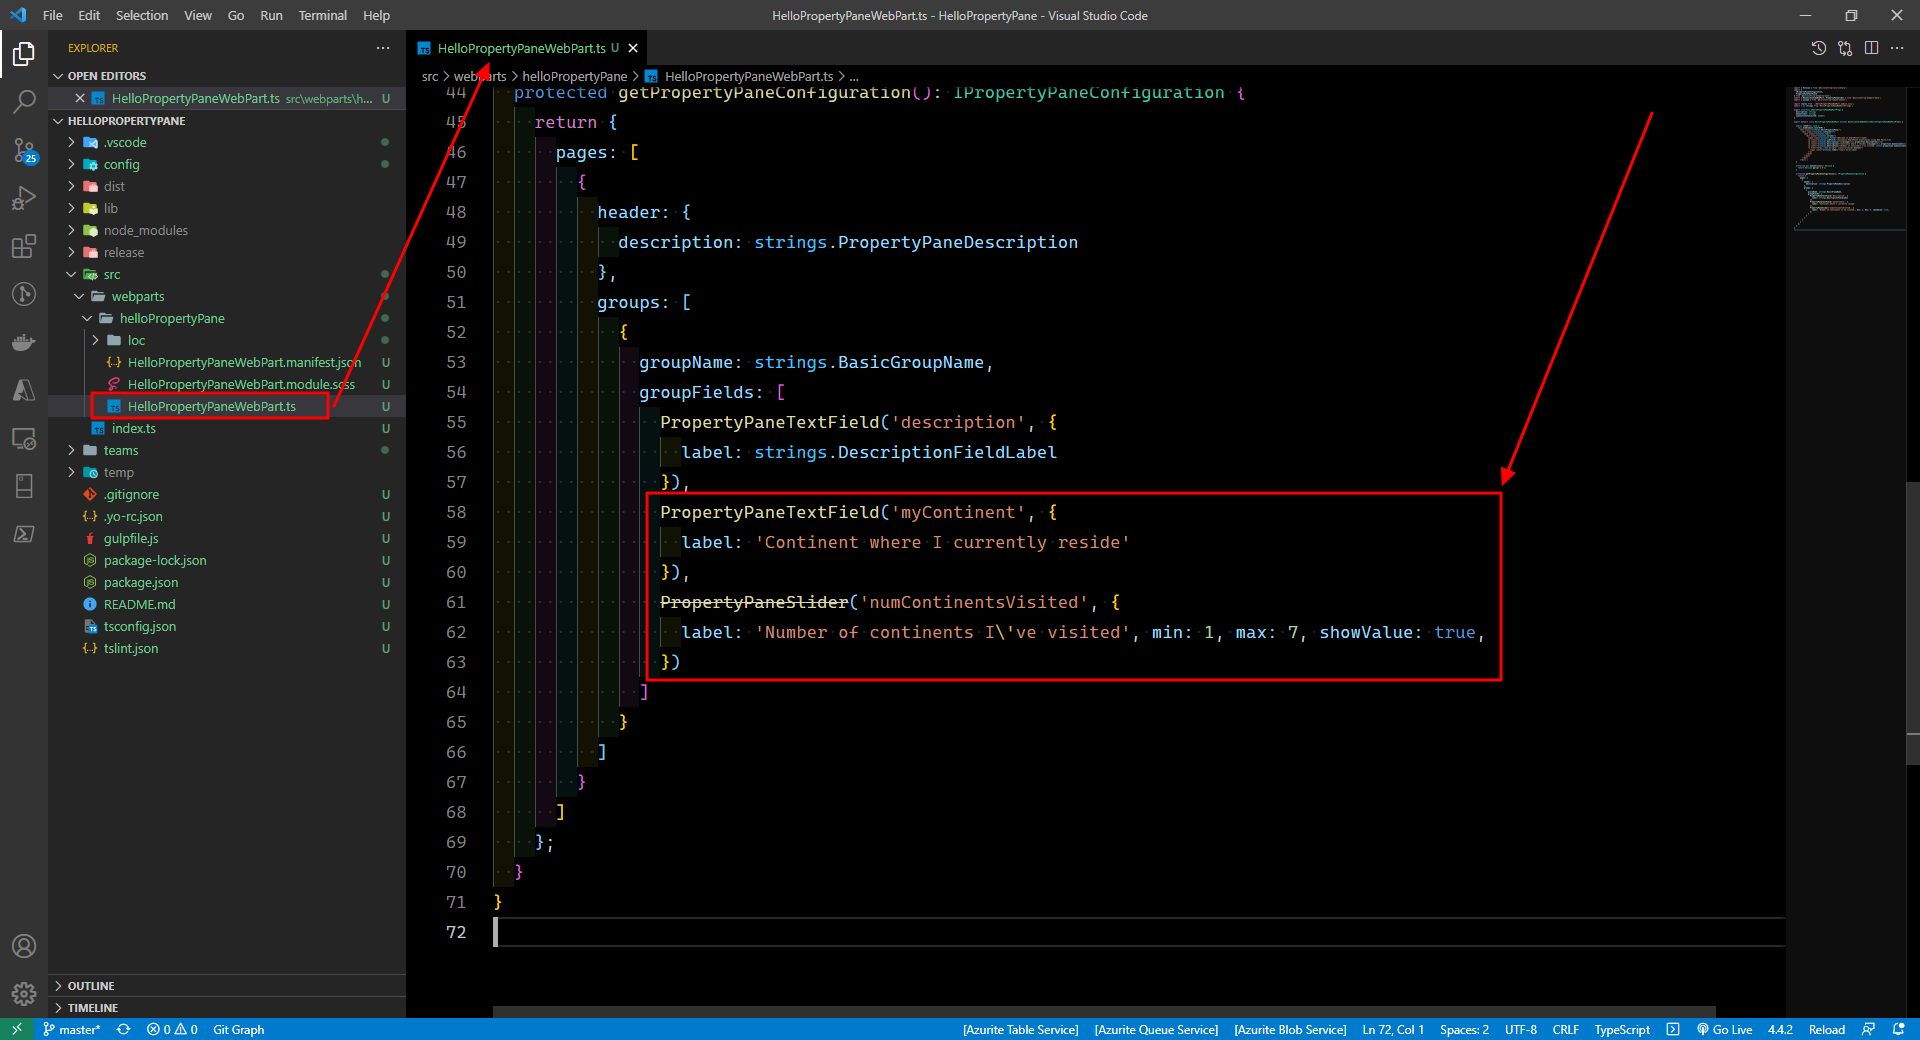 File Edit Selection View Go Run Terminal Help
HelloPropertyPaneWebPart.ts - HelloPropertyPane - Visual Studio Code
EXPLORER
OPEN EDITORS
HelloPropertyPaneWebPart.ts src\webparts\h... U
HELLOPROPERTYPANE
.vscode
config
dist
lib
node_modules
release
src
webparts
helloPropertyPane
loc
HelloPropertyPaneWebPart.manifest.json U
HelloPropertyPaneWebPart.module.scss U
HelloPropertyPaneWebPart.ts U
index.ts U
teams
temp
.gitignore U
.yo-rc.json U
gulpfile.js U
package-lock.json U
package.json U
README.md U
tsconfig.json U
tslint.json U
OUTLINE
TIMELINE
25
HelloPropertyPaneWebPart.ts U
src > webparts > helloPropertyPane > HelloPropertyPaneWebPart.ts > ...
44 protected getPropertyPaneConfiguration(): IPropertyPaneConfiguration {
45 return {
46 pages: [
47 {
48 header: {
49 description: strings.PropertyPaneDescription
50 },
51 groups: [
52 {
53 groupName: strings.BasicGroupName,
54 groupFields: [
55 PropertyPaneTextField('description', {
56 label: strings.DescriptionFieldLabel
57 }),
58 PropertyPaneTextField('myContinent', {
59 label: 'Continent where I currently reside'
60 }),
61 PropertyPaneSlider('numContinentsVisited', {
62 label: 'Number of continents I\'ve visited', min: 1, max: 7, showValue: true,
63 })
64 ]
65 }
66 ]
67 }
68 ]
69 };
70 }
71 }
72
master* 0 0 Git Graph
[Azurite Table Service] [Azurite Queue Service] [Azurite Blob Service] Ln 72, Col 1 Spaces: 2 UTF-8 CRLF TypeScript Go Live 4.4.2 Reload